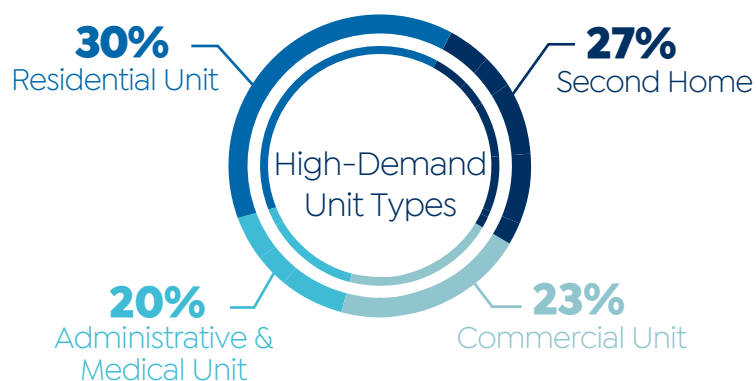 30%
Residential Unit
27%
Second Home
High-Demand
Unit Types
20%
Administrative &
Medical Unit
23%
Commercial Unit